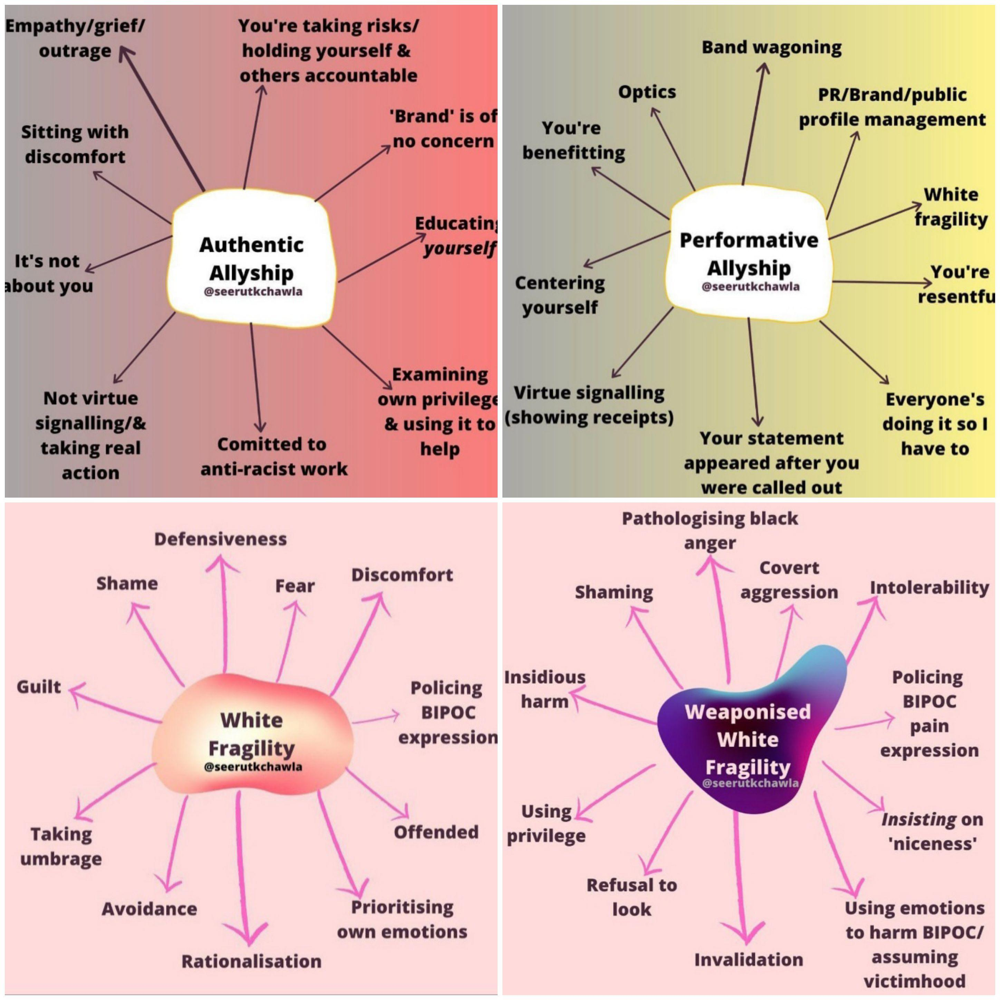 Empathy/grief/
outrage
You're taking risks/
holding yourself &
others accountable
'Brand' is of
no concern
Sitting with
discomfort
Educating
yourself
Authentic
Allyship
@seerutkchawla
It's not
about you
Not virtue
signalling/&
taking real
action
Comitted to
anti-racist work
Examining
own privilege
& using it to
help
Band wagoning
Optics
PR/Brand/public
profile management
You're
benefitting
White
fragility
Performative
Allyship
@seerutkchawla
You're
resentfu
Centering
yourself
Virtue signalling
(showing receipts)
Your statement
appeared after you
were called out
Everyone's
doing it so I
have to
Defensiveness
Shame
Fear
Discomfort
Guilt
Policing
BIPOC
expression
White
Fragility
@seerutkchawla
Taking
umbrage
Offended
Avoidance
Prioritising
own emotions
Rationalisation
Pathologising black
anger
Covert
aggression
Shaming
Intolerability
Insidious
harm
Policing
BIPOC
pain
expression
Weaponised
White
Fragility
@seerutkchawla
Using
privilege
Insisting on
'niceness'
Refusal to
look
Using emotions
to harm BIPOC/
assuming
victimhood
Invalidation